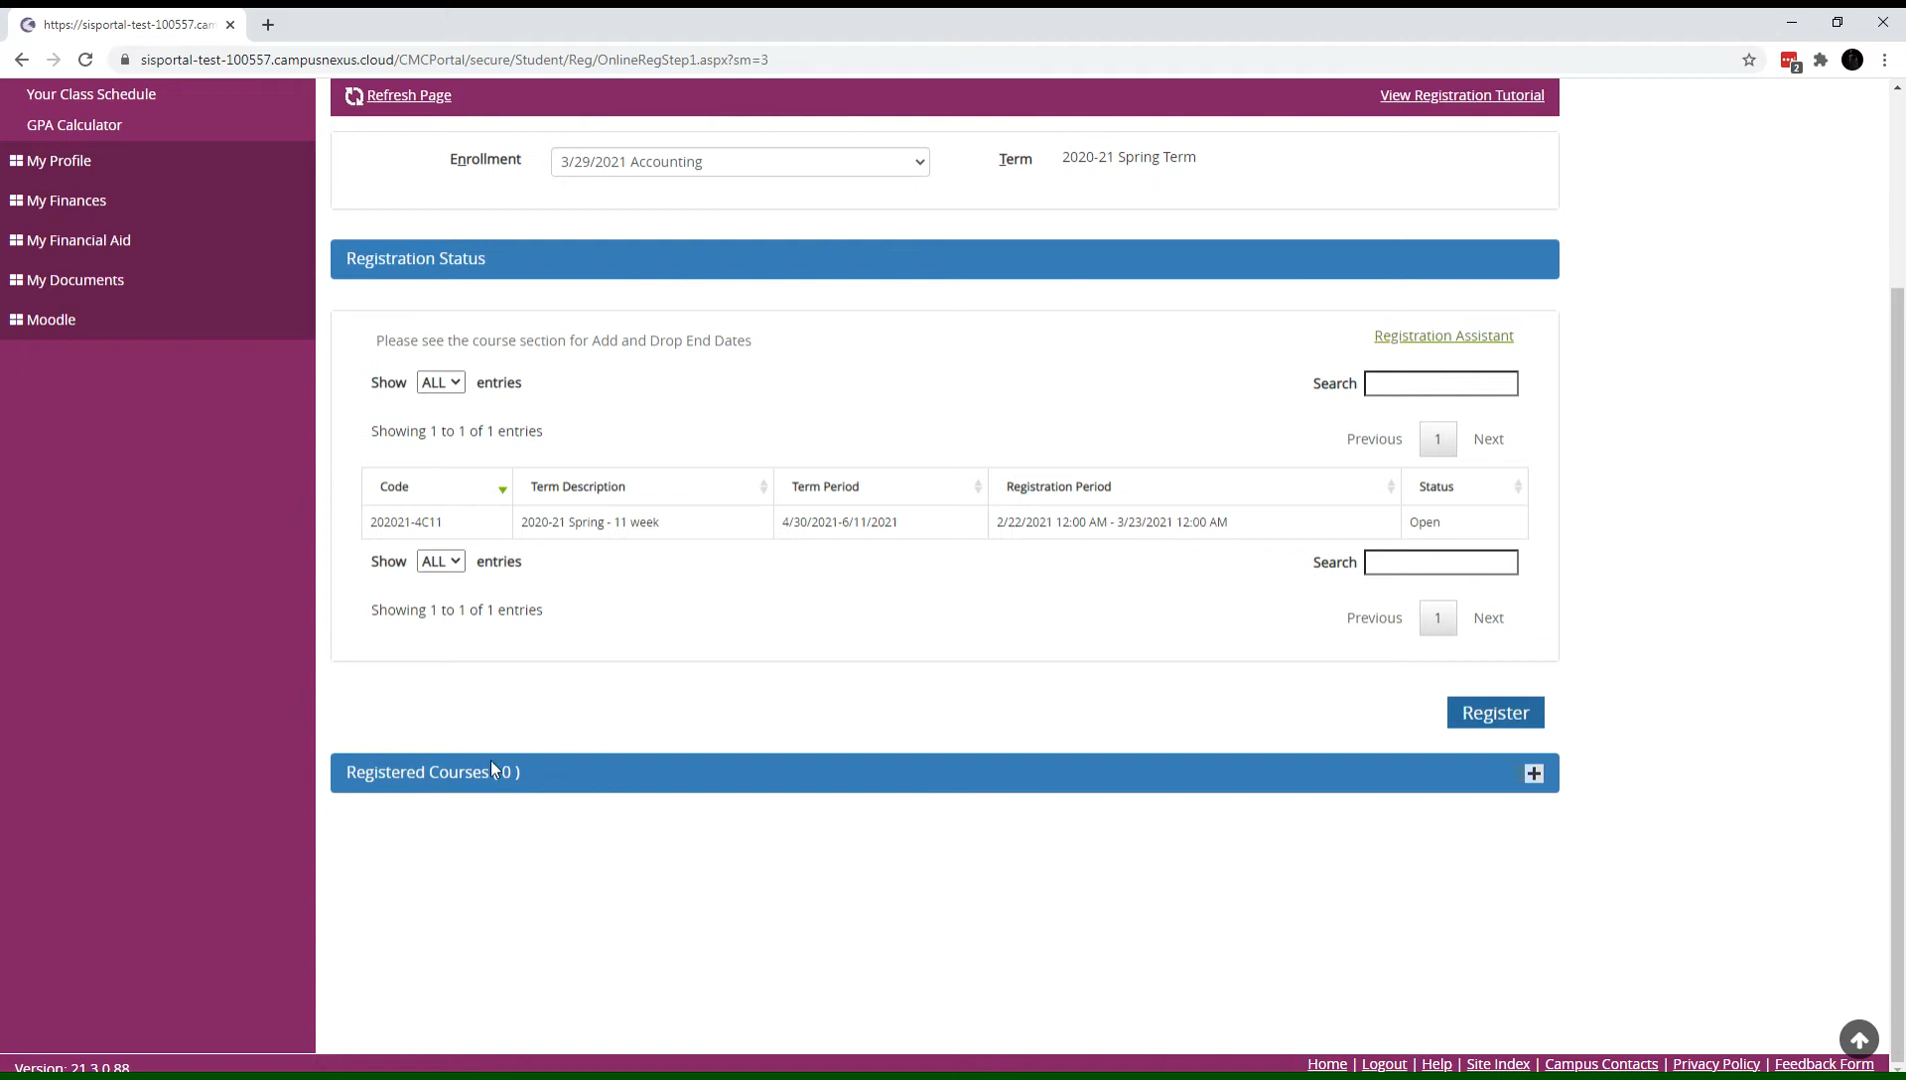 https://sisportal-test-100557.cam
sisportal-test-100557.campusnexus.cloud/CMCPortal/secure/Student/Reg/OnlineRegStep1.aspx?sm=3
2
Your Class Schedule
GPA Calculator
My Profile
My Finances
My Financial Aid
My Documents
Moodle
Refresh Page
View Registration Tutorial
Enrollment 3/29/2021 Accounting Term 2020-21 Spring Term
Registration Status
Please see the course section for Add and Drop End Dates
Registration Assistant
Show ALL entries Search
Showing 1 to 1 of 1 entries
Previous 1 Next
Code Term Description Term Period Registration Period Status
202021-4C11 2020-21 Spring - 11 week 4/30/2021-6/11/2021 2/22/2021 12:00 AM - 3/23/2021 12:00 AM Open
Show ALL entries Search
Showing 1 to 1 of 1 entries
Previous 1 Next
Register
Registered Courses 0 )
Version: 21.3.0.88
Home | Logout | Help | Site Index | Campus Contacts | Privacy Policy | Feedback Form